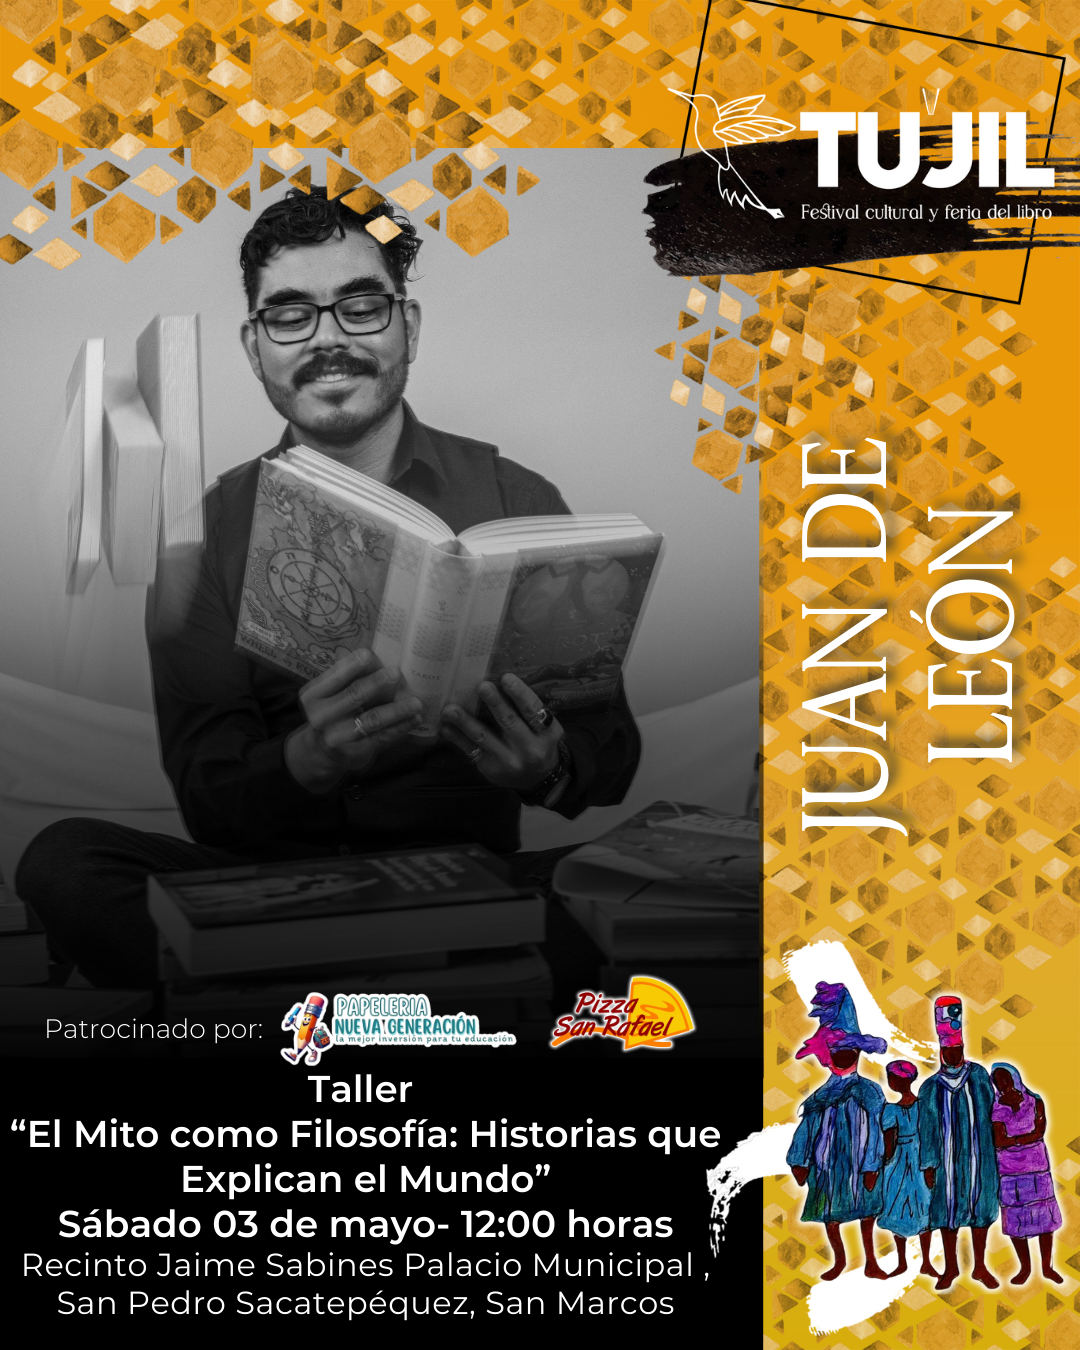 TUJIL
Festival cultural y feria del libro
JUAN DE
LEÓN
TAROT
Patrocinado por:
PAPELERIA
NUEVA GENERACIÓN
la mejor inversión para tu educación
Pizza
San Rafael
Taller
“El Mito como Filosofía: Historias que
Explican el Mundo”
Sábado 03 de mayo- 12:00 horas
Recinto Jaime Sabines Palacio Municipal ,
San Pedro Sacatepéquez, San Marcos